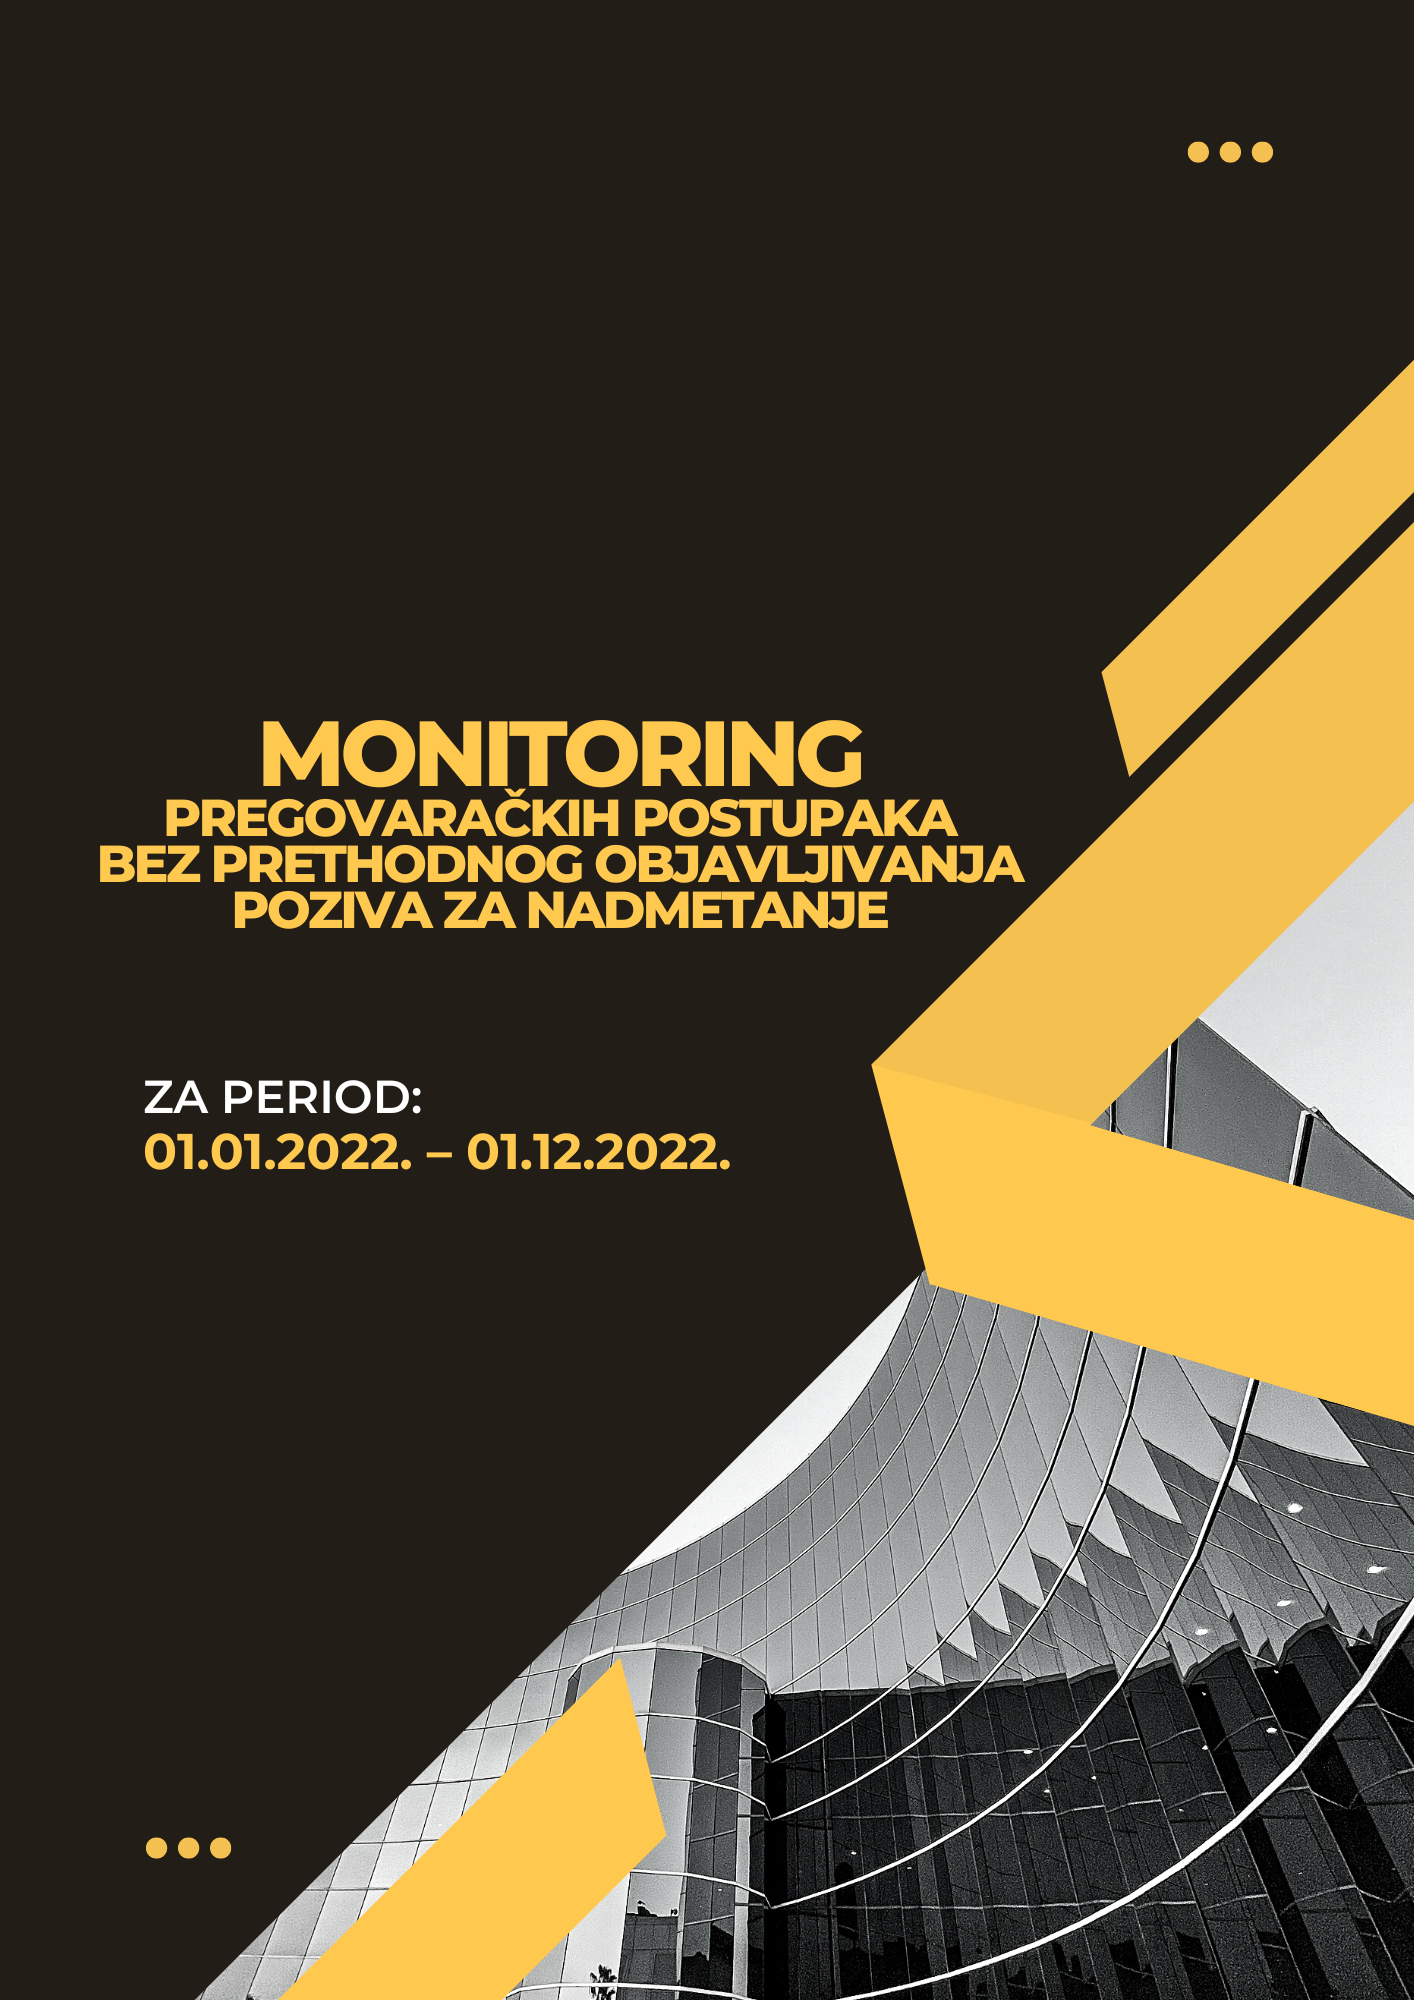 MONITORING
PREGOVARAČKIH POSTUPAKA
BEZ PRETHODNOG OBJAVLJIVANJA
POZIVA ZA NADMETANJE
ZA PERIOD:
01.01.2022. – 01.12.2022.